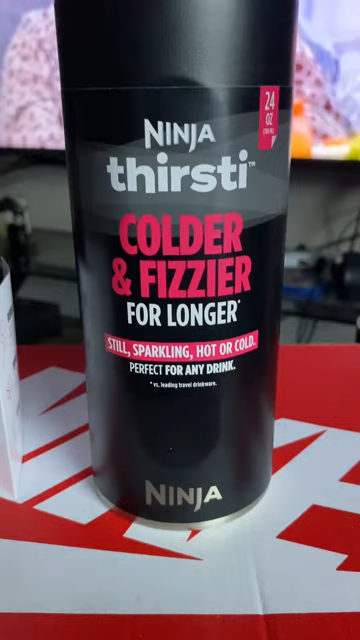 24
OZ
NINJA
thirsti™
COLDER
& FIZZIER
FOR LONGER*
STILL, SPARKLING, HOT OR COLD.
PERFECT FOR ANY DRINK.
* vs. leading travel drinkware.
NINJA